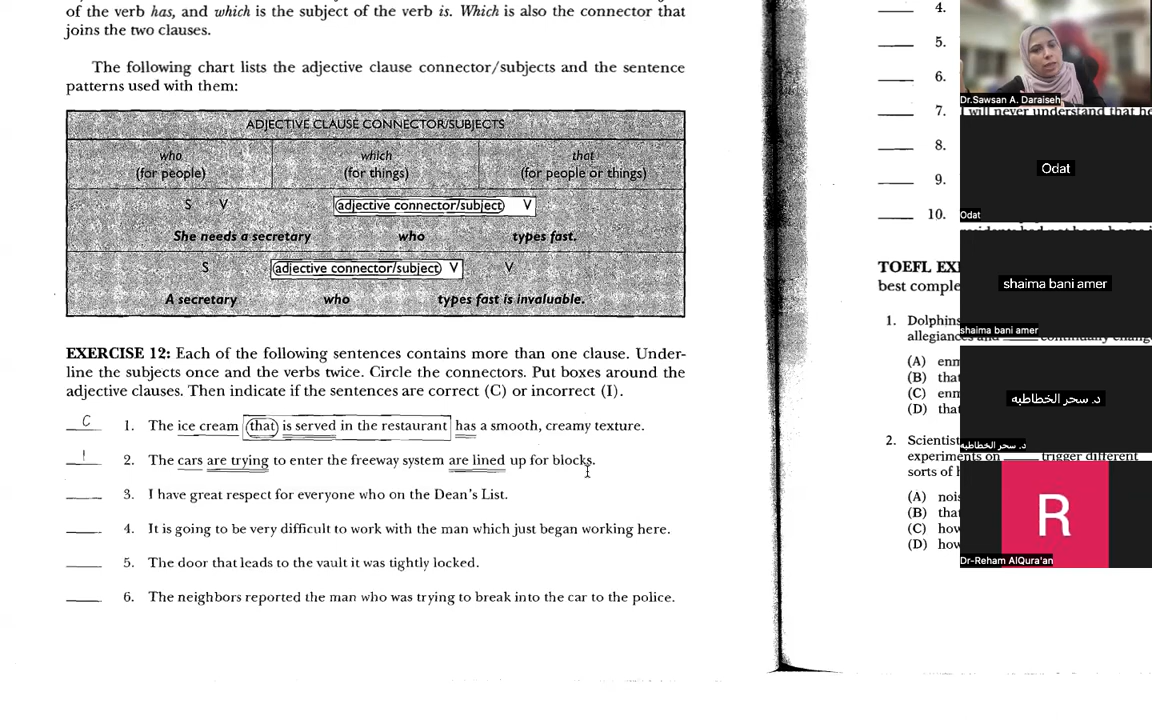 of the verb has, and which is the subject of the verb is. Which is also the connector that
joins the two clauses.
The following chart lists the adjective clause connector/subjects and the sentence
patterns used with them:
ADJECTIVE CLAUSE CONNECTOR/SUBJECTS
who
(for people)
which
(for things)
that
(for people or things)
S V (adjective connector/subject) V
She needs a secretary who types fast.
S (adjective connector/subject) V V
A secretary who types fast is invaluable.
EXERCISE 12: Each of the following sentences contains more than one clause. Under-
line the subjects once and the verbs twice. Circle the connectors. Put boxes around the
adjective clauses. Then indicate if the sentences are correct (C) or incorrect (I).
C 1. The ice cream (that) is served in the restaurant has a smooth, creamy texture.
I 2. The cars are trying to enter the freeway system are lined up for blocks.
3. I have great respect for everyone who on the Dean's List.
4. It is going to be very difficult to work with the man which just began working here.
5. The door that leads to the vault it was tightly locked.
6. The neighbors reported the man who was trying to break into the car to the police.
4.
5.
6.
7. I will never understand that he
8.
9.
10.
TOEFL EX
best comple
1. Dolphins
allegiances and
(A) enm
(B) that
(C) enm
(D) that
2. Scientist
experiments on ____ trigger different
sorts of
(A) nois
(B) that
(C) how
(D) how
Dr.Sawsan A. Daraiseh
Odat
Odat
shaima bani amer
shaima bani amer
د. سحر الخطاطبه
د. سحر الخطاطبه
R
Dr-Reham AlQura'an